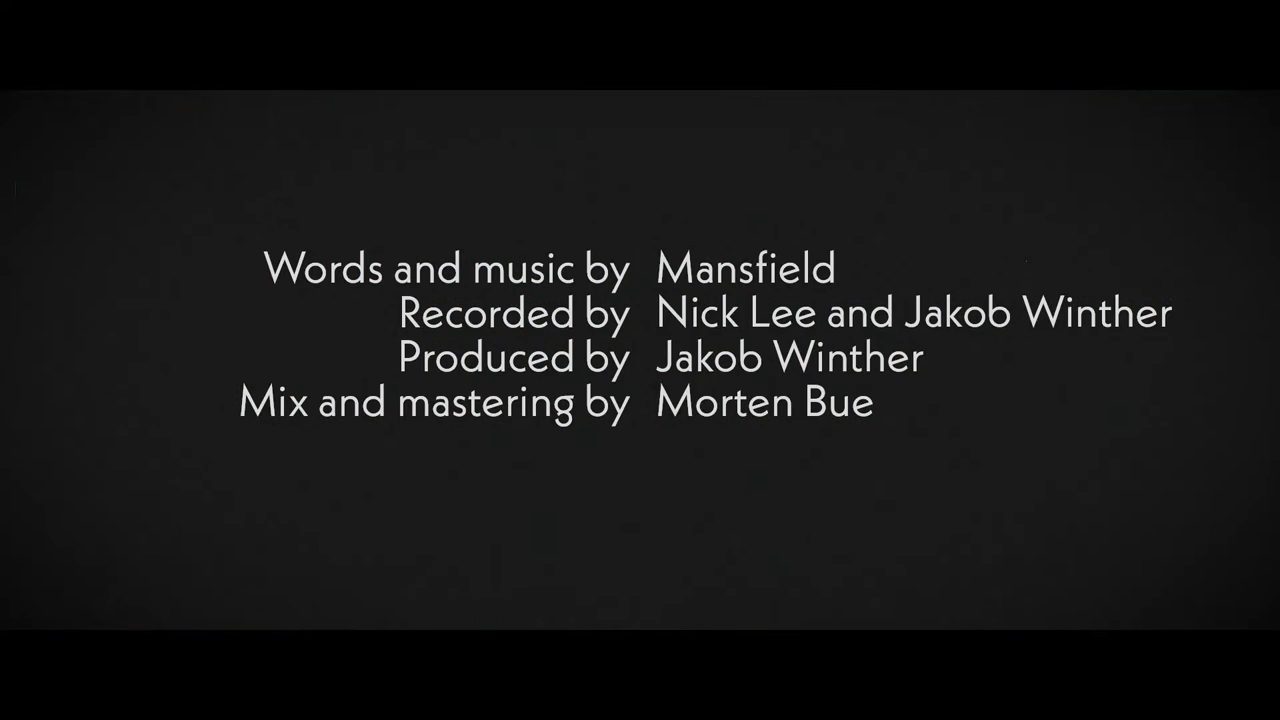 Words and music by Mansfield
Recorded by Nick Lee and Jakob Winther
Produced by Jakob Winther
Mix and mastering by Morten Bue